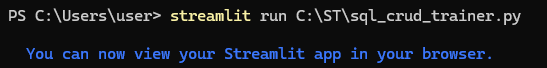 PS C:\Users\user> streamlit run C:\ST\sql_crud_trainer.py
You can now view your Streamlit app in your browser.